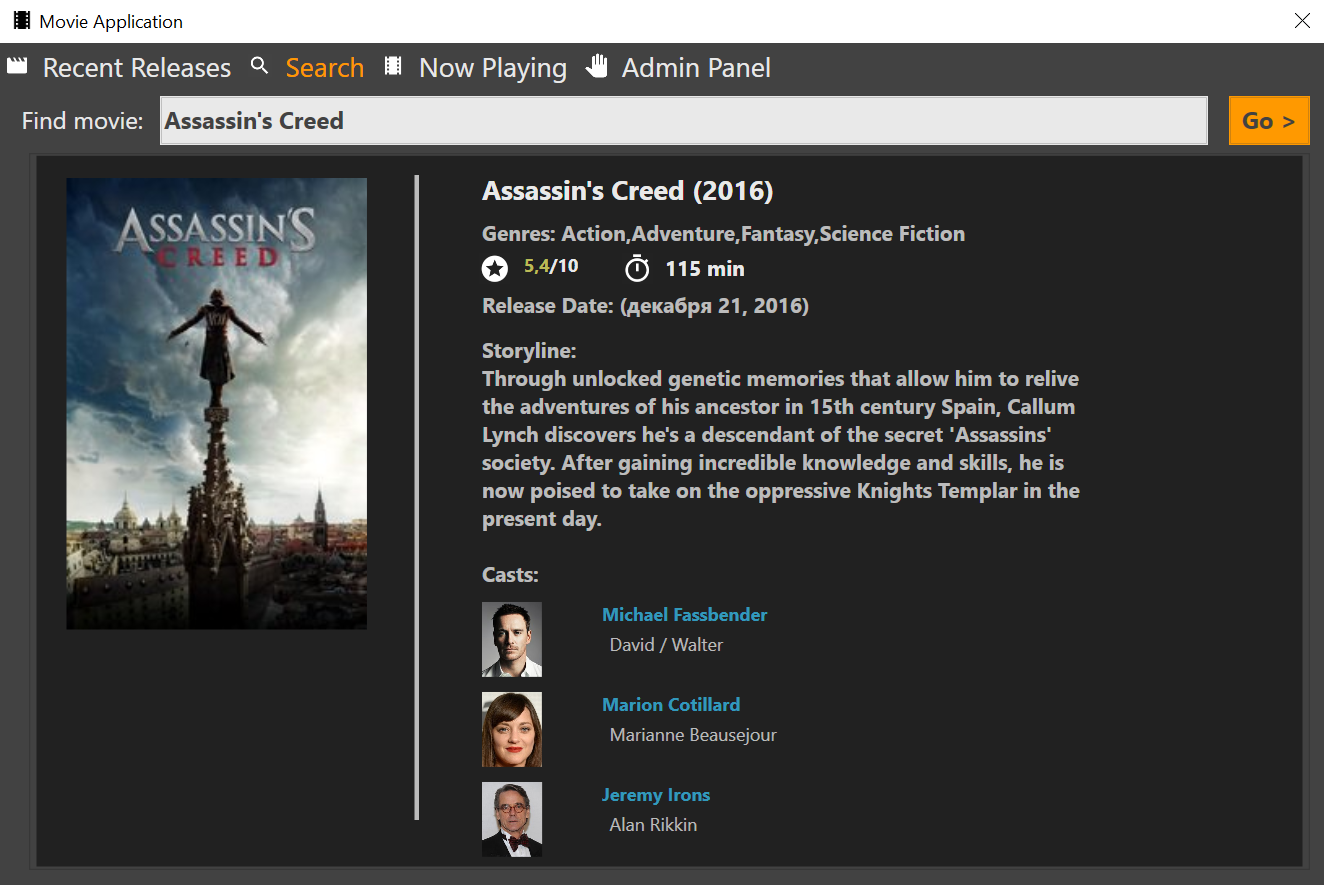 Movie Application
Recent Releases Search Now Playing Admin Panel
Find movie: Assassin's Creed Go >
ASSASSIN'S
CREED
Assassin's Creed (2016)
Genres: Action,Adventure,Fantasy,Science Fiction
5,4/10 115 min
Release Date: (декабря 21, 2016)
Storyline:
Through unlocked genetic memories that allow him to relive
the adventures of his ancestor in 15th century Spain, Callum
Lynch discovers he's a descendant of the secret 'Assassins'
society. After gaining incredible knowledge and skills, he is
now poised to take on the oppressive Knights Templar in the
present day.
Casts:
Michael Fassbender
David / Walter
Marion Cotillard
Marianne Beausejour
Jeremy Irons
Alan Rikkin